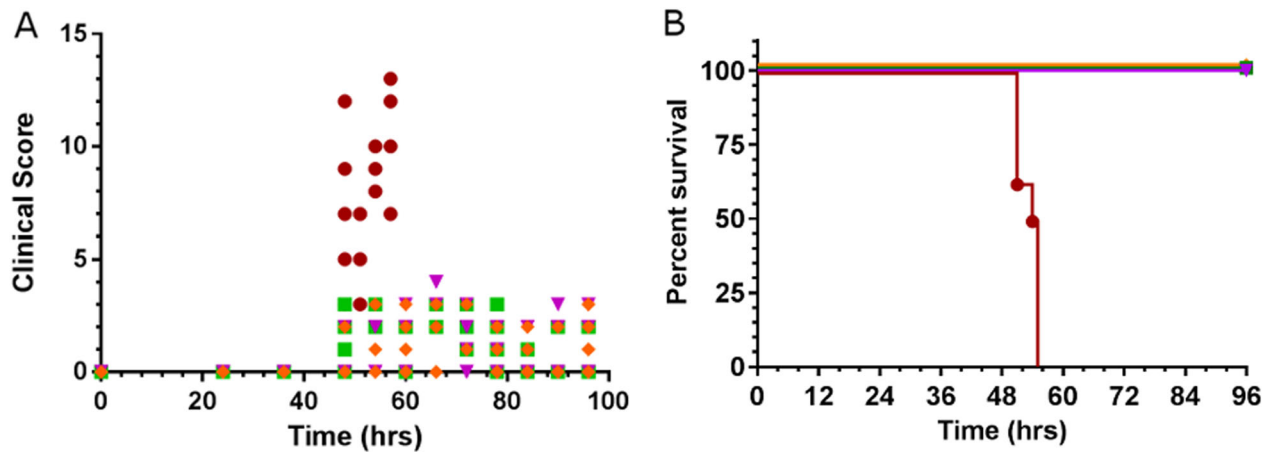 A
15
10
5
0
Clinical Score
0 20 40 60 80 100
Time (hrs)
B
100
75
50
25
0
Percent survival
0 12 24 36 48 60 72 84 96
Time (hrs)